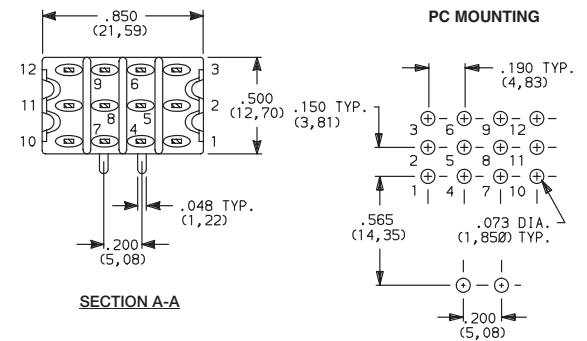 .850
(21,59)
12
9
6
3
11
8
5
2
10
7
4
1
.500
(12,70)
.048 TYP.
(1,22)
.200
(5,08)
SECTION A-A
PC MOUNTING
.190 TYP.
(4,83)
.150 TYP.
(3,81)
3 6 9 12
2 5 8 11
1 4 7 10
.565
(14,35)
.073 DIA.
(1,850) TYP.
.200
(5,08)